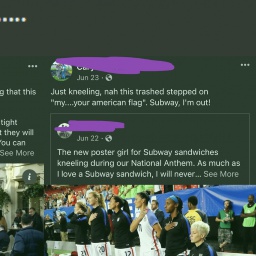 Jun 23
Just kneeling, nah this trashed stepped on
"my....your american flag". Subway, I'm out!
g that this
tight
they will
You can
See More
Jun 22
The new poster girl for Subway sandwiches
kneeling during our National Anthem. As much as
I love a Subway sandwich, I will never... See More